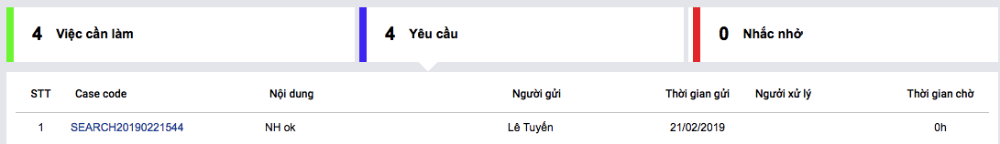 4 Việc cần làm
4 Yêu cầu
0 Nhắc nhở
STT Case code Nội dung Người gửi Thời gian gửi Người xử lý Thời gian chờ
1 SEARCH20190221544 NH ok Lê Tuyến 21/02/2019 0h